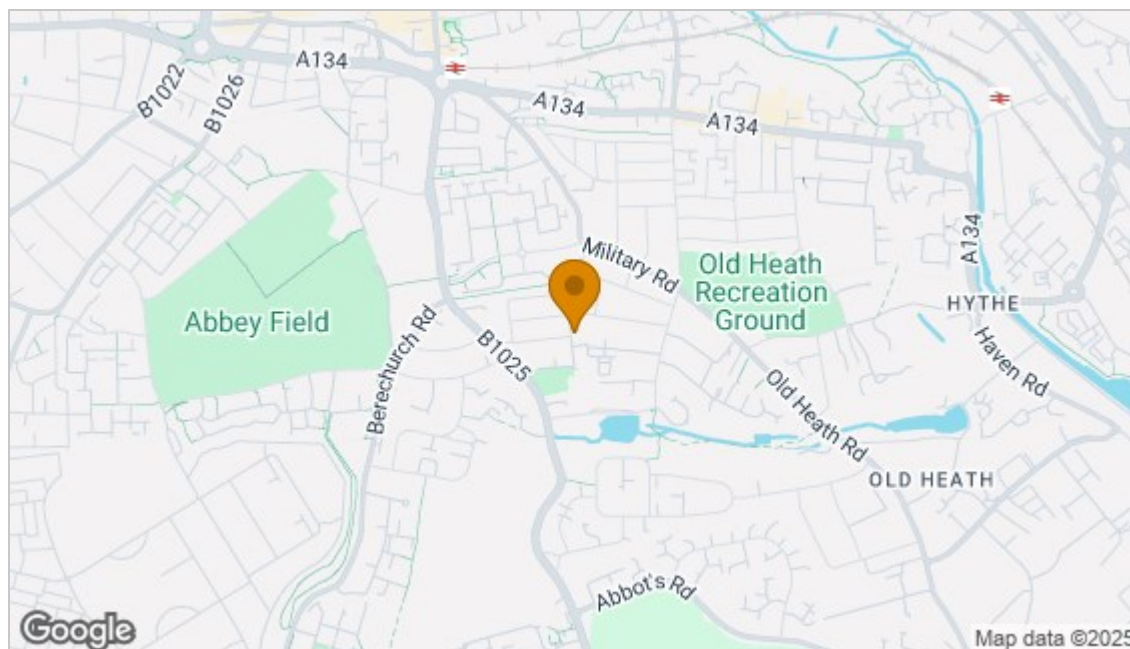 A134
B1022
B1026
A134
A134
A134
Military Rd
Old Heath
Recreation
Ground
HYTHE
Abbey Field
Berechurch Rd
B1025
Haven Rd
Old Heath Rd
OLD HEATH
Abbot's Rd
Google
Map data ©2025